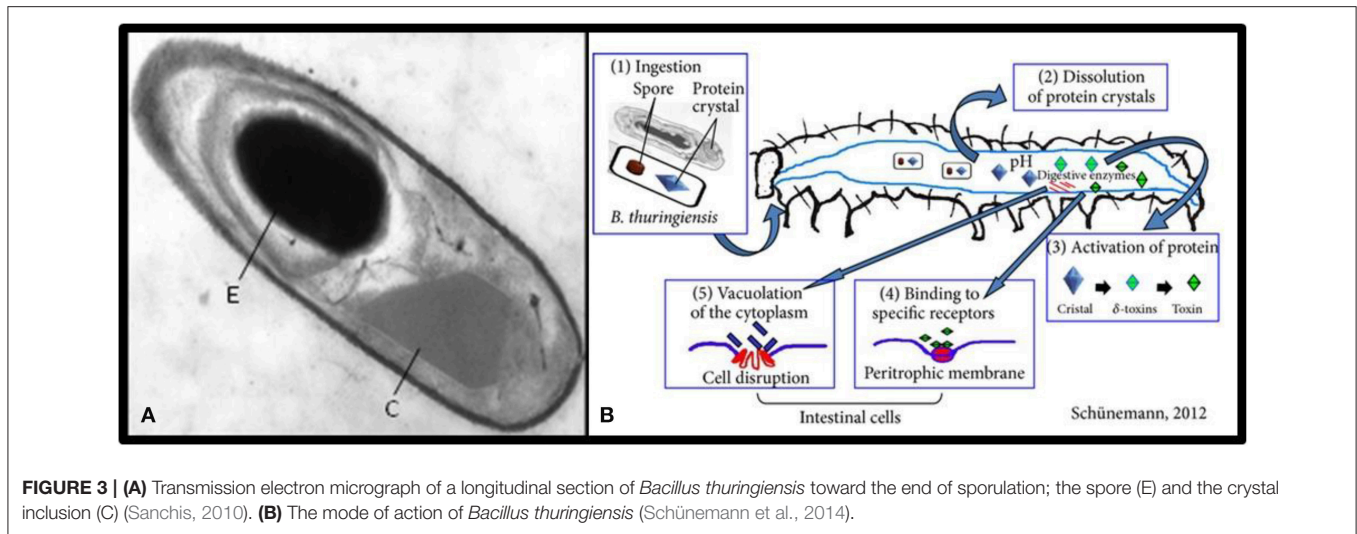 E
C
A
(1) Ingestion
Spore
Protein
crystal
B. thuringiensis
(2) Dissolution
of protein crystals
pH
Digestive enzymes
(3) Activation of protein
Cristal
δ-toxins
Toxin
(5) Vacuolation
of the cytoplasm
Cell disruption
(4) Binding to
specific receptors
Peritrophic membrane
Intestinal cells
Schünemann, 2012
B
FIGURE 3 | (A) Transmission electron micrograph of a longitudinal section of Bacillus thuringiensis toward the end of sporulation; the spore (E) and the crystal
inclusion (C) (Sanchis, 2010). (B) The mode of action of Bacillus thuringiensis (Schünemann et al., 2014).